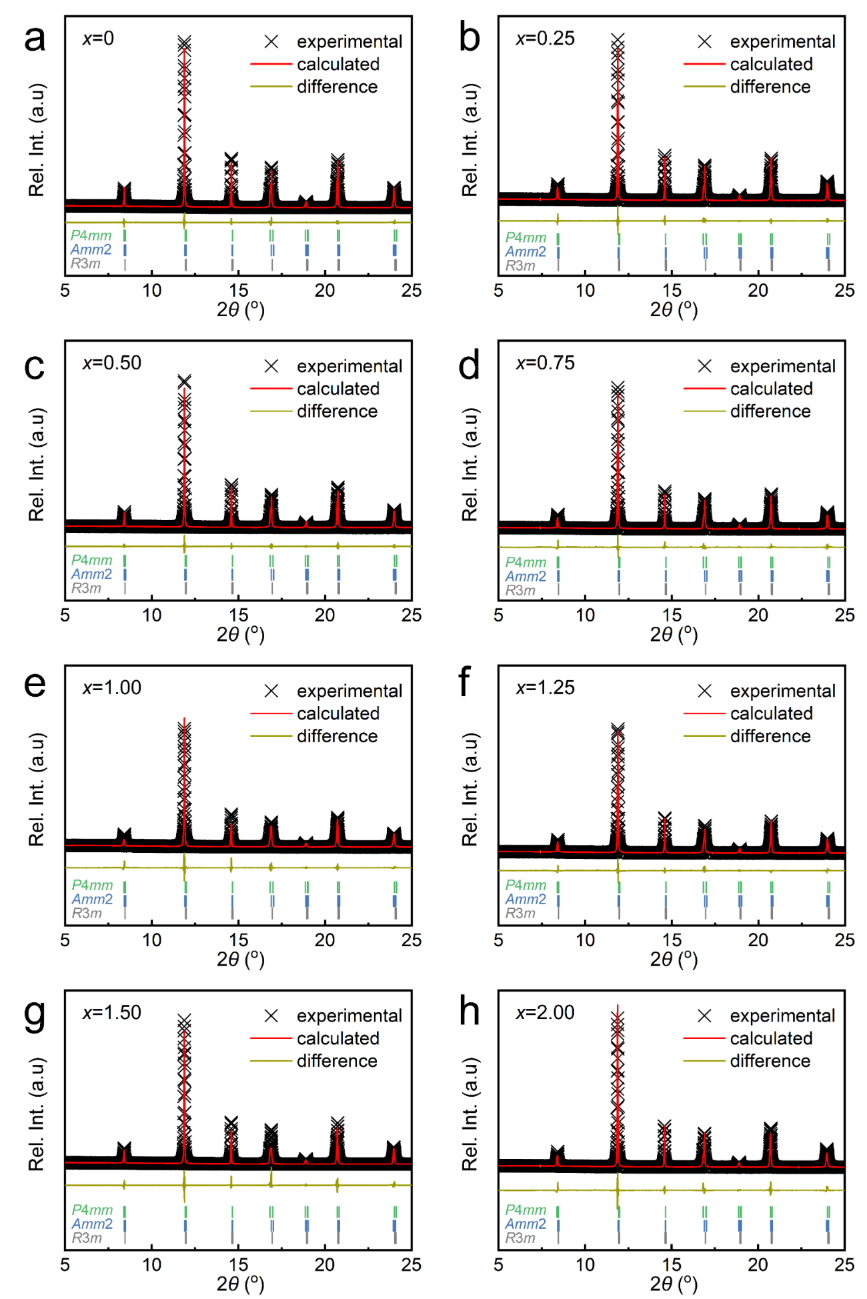 a
x=0
experimental
calculated
difference
Rel. Int. (a.u)
P4mm
Amm2
R3m
5 10 15 20 25
2θ (°)
b
x=0.25
experimental
calculated
difference
Rel. Int. (a.u)
P4mm
Amm2
R3m
5 10 15 20 25
2θ (°)
c
x=0.50
experimental
calculated
difference
Rel. Int. (a.u)
P4mm
Amm2
R3m
5 10 15 20 25
2θ (°)
d
x=0.75
experimental
calculated
difference
Rel. Int. (a.u)
P4mm
Amm2
R3m
5 10 15 20 25
2θ (°)
e
x=1.00
experimental
calculated
difference
Rel. Int. (a.u)
P4mm
Amm2
R3m
5 10 15 20 25
2θ (°)
f
x=1.25
experimental
calculated
difference
Rel. Int. (a.u)
P4mm
Amm2
R3m
5 10 15 20 25
2θ (°)
g
x=1.50
experimental
calculated
difference
Rel. Int. (a.u)
P4mm
Amm2
R3m
5 10 15 20 25
2θ (°)
h
x=2.00
experimental
calculated
difference
Rel. Int. (a.u)
P4mm
Amm2
R3m
5 10 15 20 25
2θ (°)